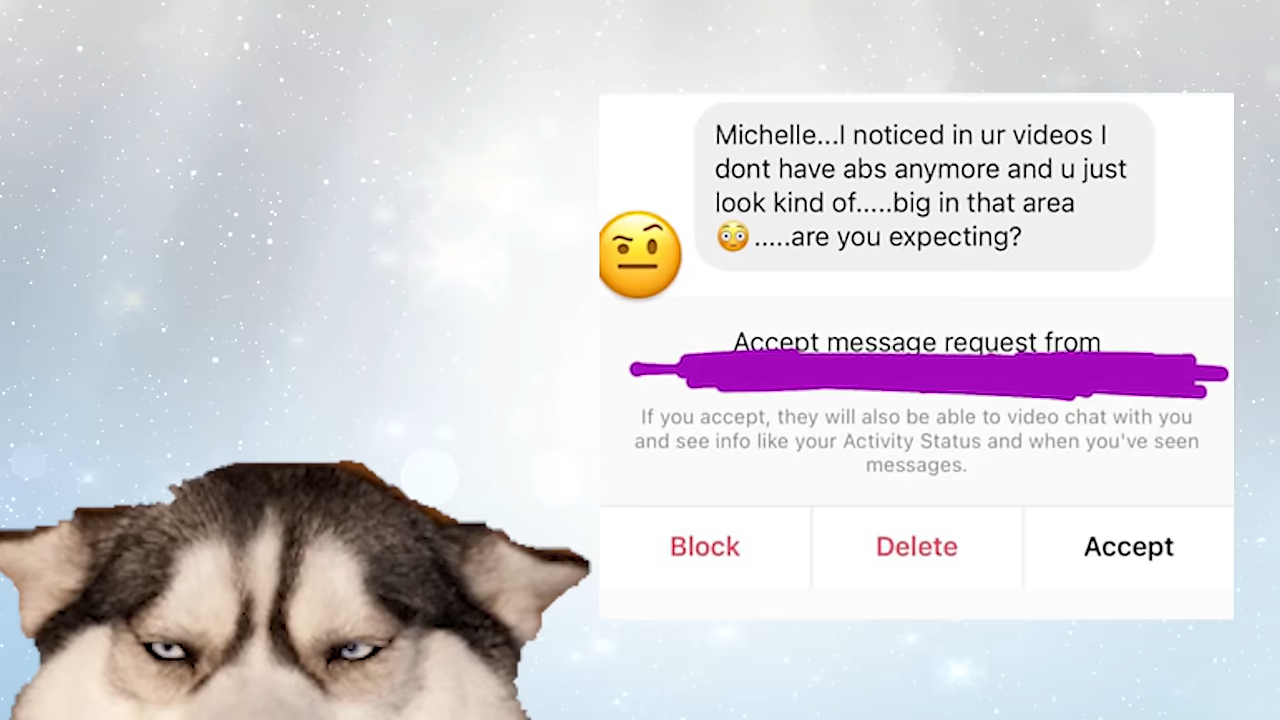 Michelle...I noticed in ur videos I
dont have abs anymore and u just
look kind of.....big in that area
😳.....are you expecting?
Accept message request from
If you accept, they will also be able to video chat with you
and see info like your Activity Status and when you've seen
messages.
Block
Delete
Accept